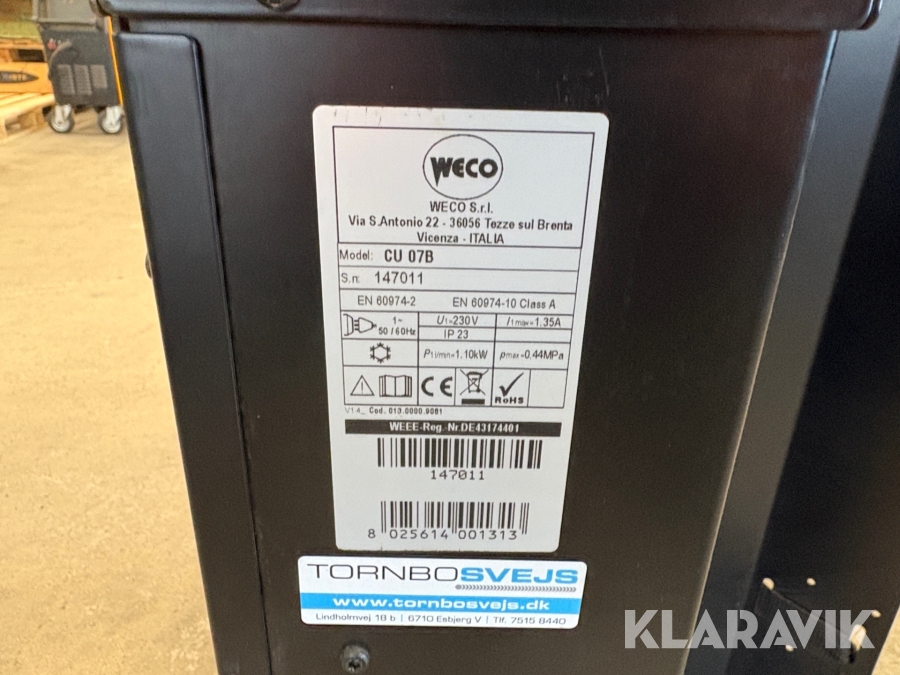 WECO
WECO S.r.l.
Via S.Antonio 22 - 36056 Tezze sul Brenta
Vicenza - ITALIA
Model: CU 07B
S.n: 147011
EN 60974-2 EN 60974-10 Class A
1~ 50/60Hz U1=230V I1max=1.35A
IP 23
P1l/min=1.10kW pmax=0.44MPa
CE RoHS
V1.4_ Cod. 013.0000.9081
WEEE-Reg.-Nr.DE43174401
147011
8 025614 001313
TORNBOSVEJS
www.tornbosvejs.dk
Lindholmvej 18 b | 6710 Esbjerg V | Tlf. 7515 8440
KLARAVIK